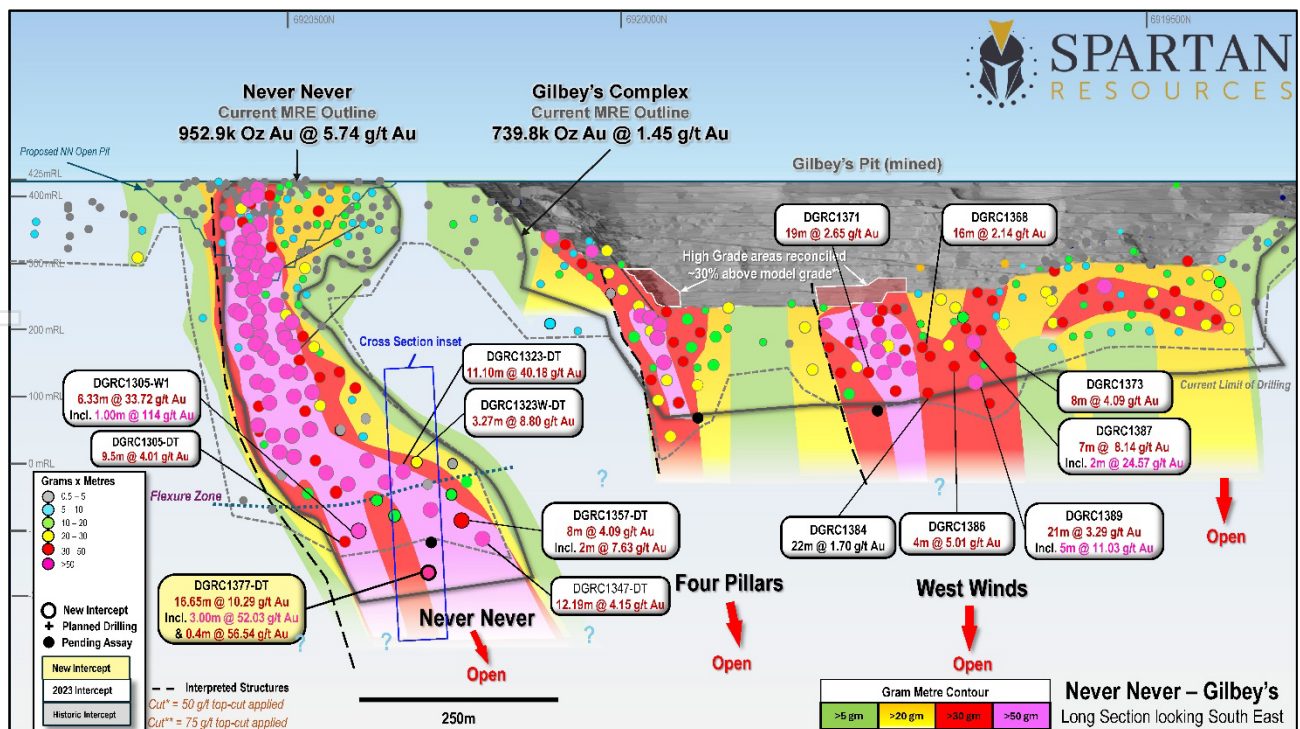 6920500N
6920000N
6919500N
SPARTAN
RESOURCES
Never Never
Current MRE Outline
952.9k Oz Au @ 5.74 g/t Au
Gilbey's Complex
Current MRE Outline
739.8k Oz Au @ 1.45 g/t Au
Proposed NN Open Pit
Gilbey's Pit (mined)
425mRL
400mRL
300mRL
200 mRL
100 mRL
0 mRL
High Grade areas reconciled
~30% above model grade*
DGRC1371
19m @ 2.65 g/t Au
DGRC1368
16m @ 2.14 g/t Au
Cross Section inset
DGRC1323-DT
11.10m @ 40.18 g/t Au
DGRC1323W-DT
3.27m @ 8.80 g/t Au
DGRC1305-W1
6.33m @ 33.72 g/t Au
Incl. 1.00m @ 114 g/t Au
DGRC1305-DT
9.5m @ 4.01 g/t Au
Current Limit of Drilling
DGRC1373
8m @ 4.09 g/t Au
DGRC1387
7m @ 8.14 g/t Au
Incl. 2m @ 24.57 g/t Au
Flexure Zone
?
?
?
?
?
DGRC1357-DT
8m @ 4.09 g/t Au
Incl. 2m @ 7.63 g/t Au
DGRC1384
22m @ 1.70 g/t Au
DGRC1386
4m @ 5.01 g/t Au
DGRC1389
21m @ 3.29 g/t Au
Incl. 5m @ 11.03 g/t Au
Open
DGRC1377-DT
16.65m @ 10.29 g/t Au
Incl. 3.00m @ 52.03 g/t Au
& 0.4m @ 56.54 g/t Au
DGRC1347-DT
12.19m @ 4.15 g/t Au
Never Never
Open
Four Pillars
Open
West Winds
Open
Grams x Metres
0.5 – 5
5 10
10 – 20
20 – 30
30 50
>50
New Intercept
Planned Drilling
Pending Assay
New Intercept
2023 Intercept
Historic Intercept
Interpreted Structures
Cut* = 50 g/t top-cut applied
Cut** = 75 g/t top-cut applied
250m
Gram Metre Contour
>5 gm >20 gm >30 gm >50 gm
Never Never – Gilbey's
Long Section looking South East